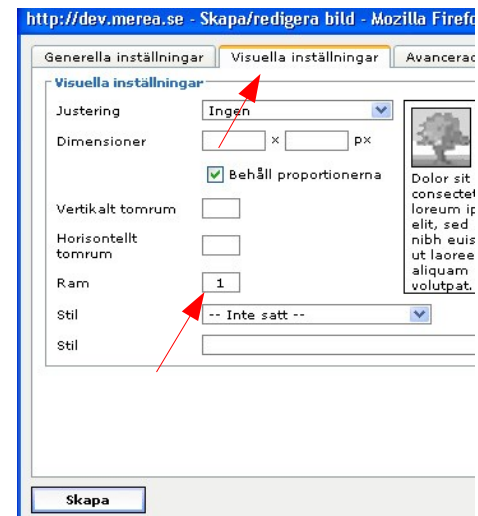 http://dev.merea.se - Skapa/redigera bild - Mozilla Firefo
Generella inställningar Visuella inställningar Avancerad
Visuella inställningar
Justering Ingen
Dimensioner × px
Behåll proportionerna
Vertikalt tomrum
Horisontellt
tomrum
Ram 1
Stil -- Inte satt --
Stil
Dolor sit
consectet
loreum ip
elit, sed
nibh euis
ut laoree
aliquam
volutpat.
Skapa